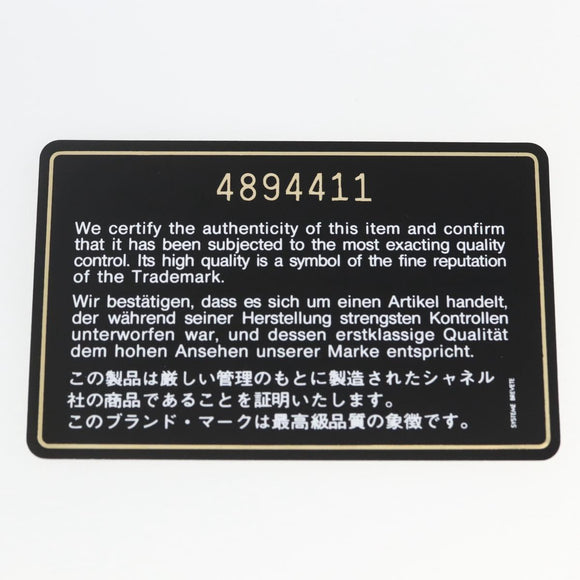 4894411
We certify the authenticity of this item and confirm
that it has been subjected to the most exacting quality
control. Its high quality is a symbol of the fine reputation
of the Trademark.
Wir bestätigen, dass es sich um einen Artikel handelt,
der während seiner Herstellung strengsten Kontrollen
unterworfen war, und dessen erstklassige Qualität
dem hohen Ansehen unserer Marke entspricht.
この製品は厳しい管理のもとに製造されたシャネル
社の商品であることを証明いたします。
このブランド・マークは最高級品質の象徴です。
SYSTEME BREVETE